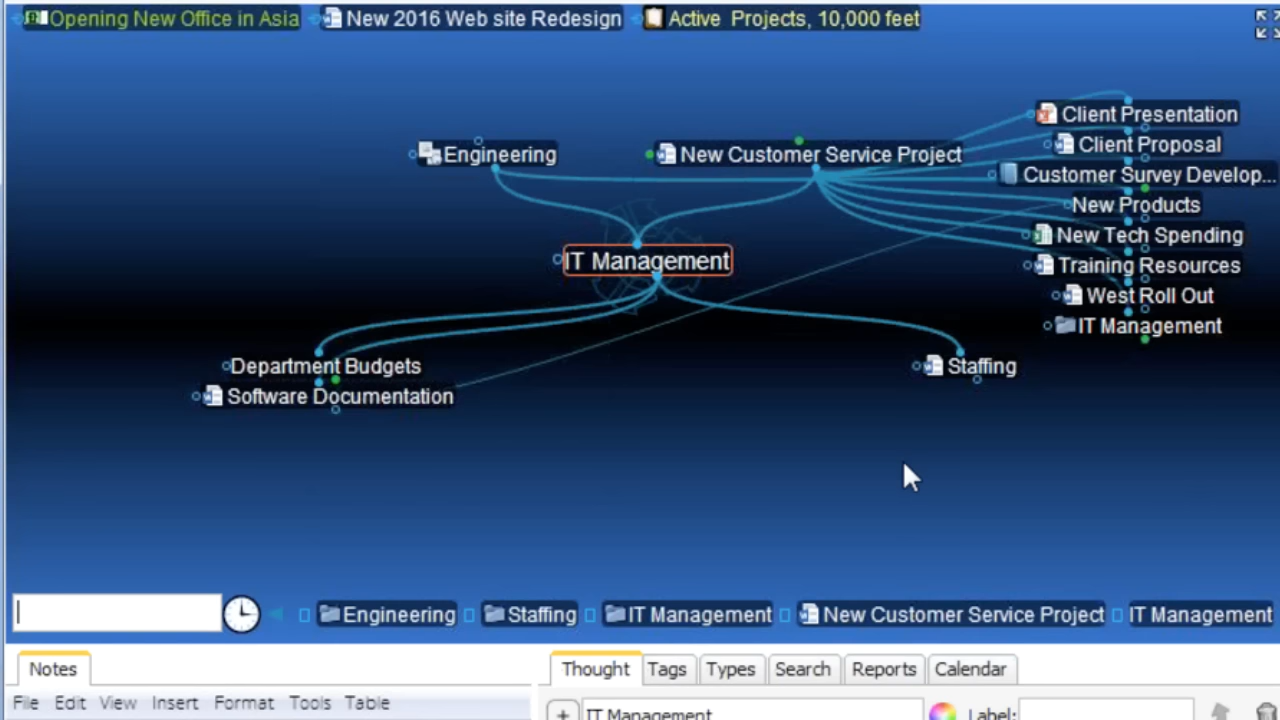 Opening New Office in Asia New 2016 Web site Redesign Active Projects, 10,000 feet
Client Presentation
Engineering New Customer Service Project Client Proposal
Customer Survey Develop...
New Products
New Tech Spending
IT Management Training Resources
West Roll Out
IT Management
Department Budgets Staffing
Software Documentation
Engineering Staffing IT Management New Customer Service Project IT Management
Notes Thought Tags Types Search Reports Calendar
File Edit View Insert Format Tools Table
+ IT Management Label: